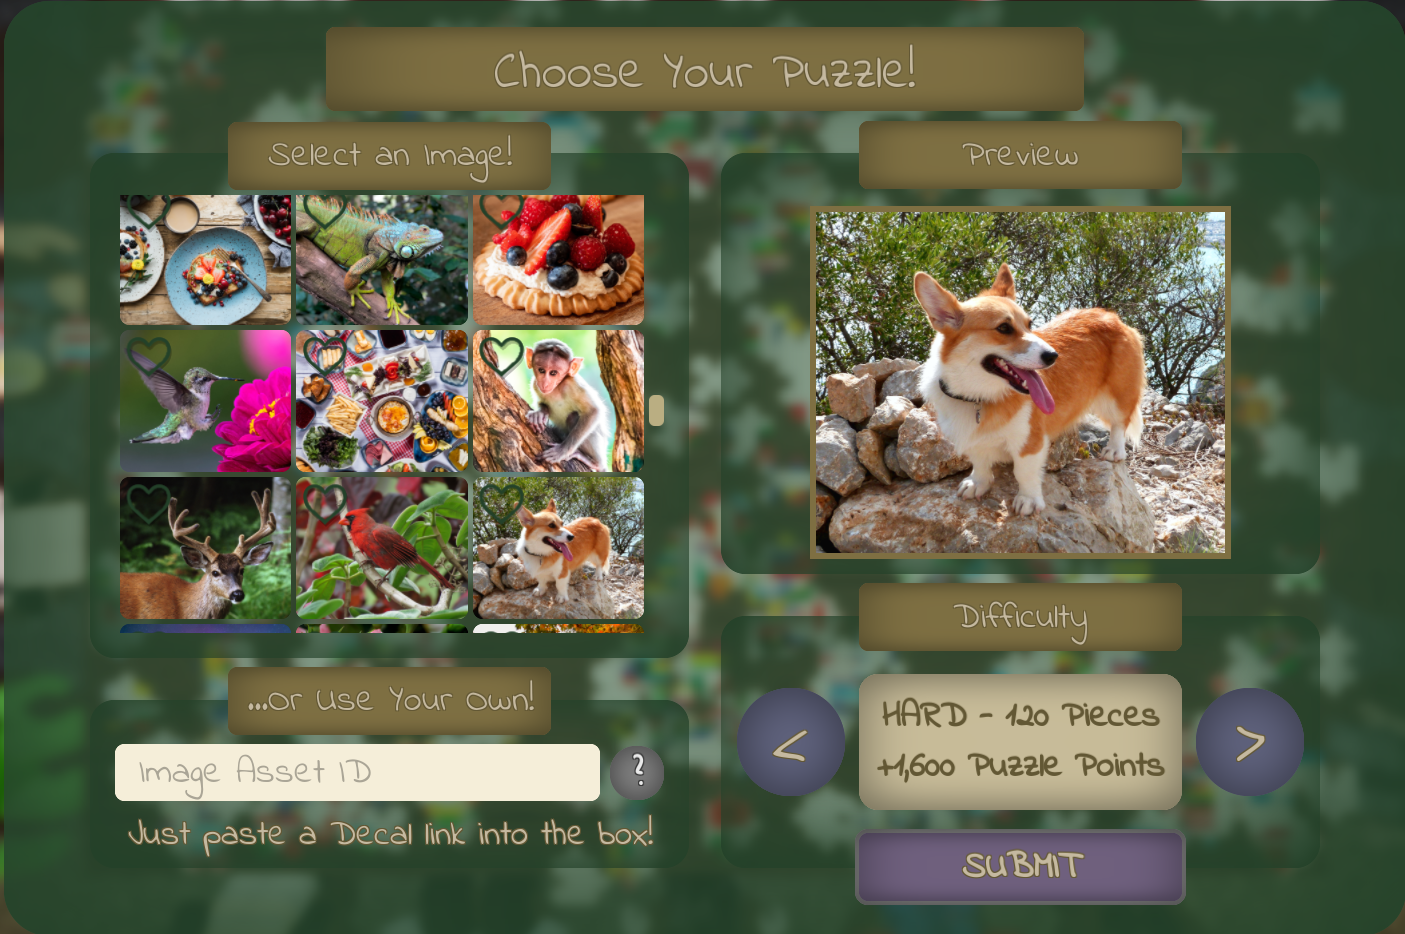 Choose Your Puzzle!
Select an Image!
Preview
Difficulty
HARD - 120 Pieces
+1,600 Puzzle Points
<
>
SUBMIT
...or Use Your Own!
Image Asset ID
?
Just paste a Decal link into the box!